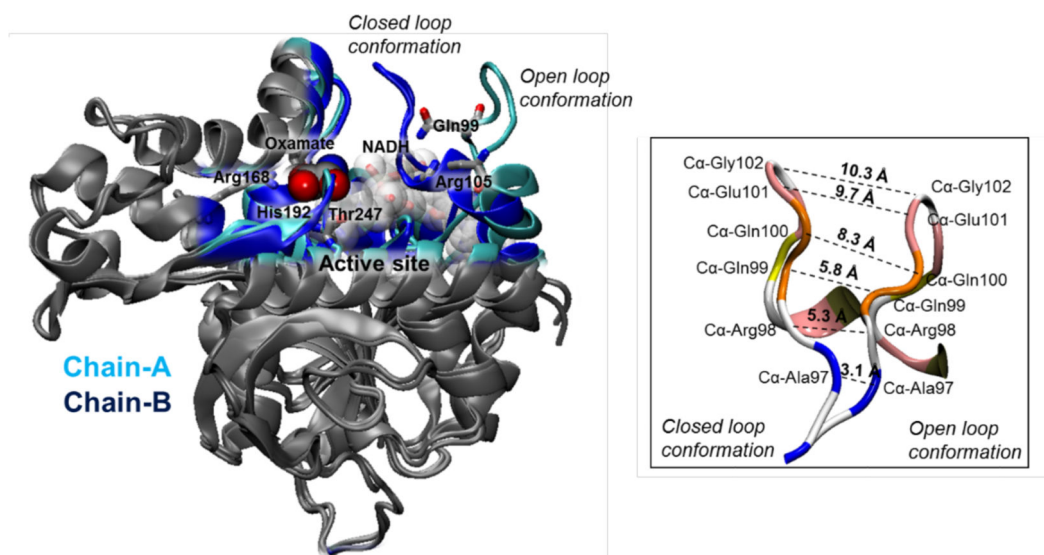 Closed loop
conformation
Open loop
conformation
Gln99
Oxamate
NADH
Arg168
Arg105
His192
Thr247
Active site
Chain-A
Chain-B
Cα-Gly102
10.3 Å
Cα-Gly102
9.7 Å
Cα-Glu101
Cα-Glu101
Cα-Gln100
8.3 Å
Cα-Gln99
5.8 Å
Cα-Gln100
Cα-Gln99
5.3 Å
Cα-Arg98
Cα-Arg98
3.1 Å
Cα-Ala97
Cα-Ala97
Closed loop
conformation
Open loop
conformation